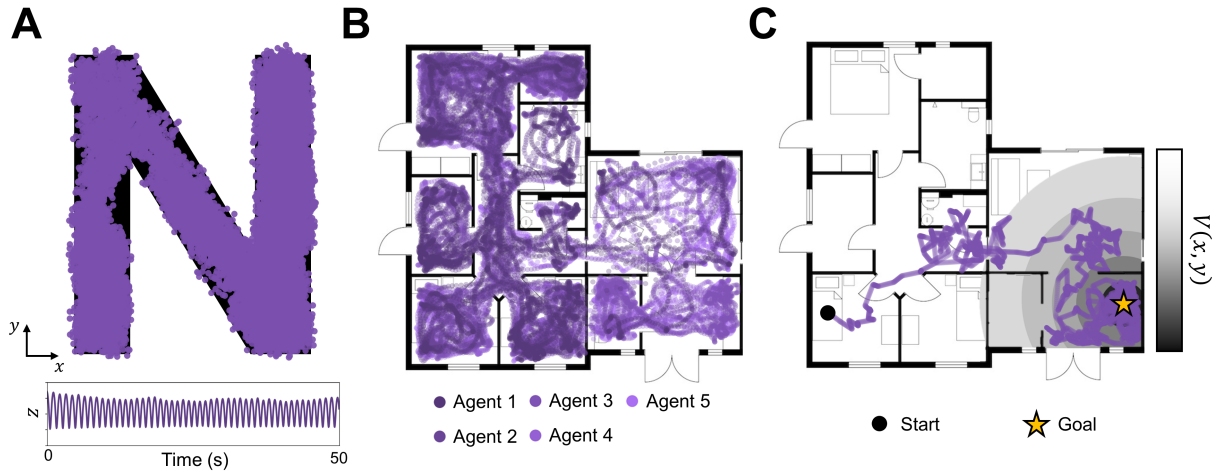 A
B
C
y
x
z
0
Time (s)
50
Agent 1
Agent 3
Agent 5
Agent 2
Agent 4
V(x, y)
Start
Goal